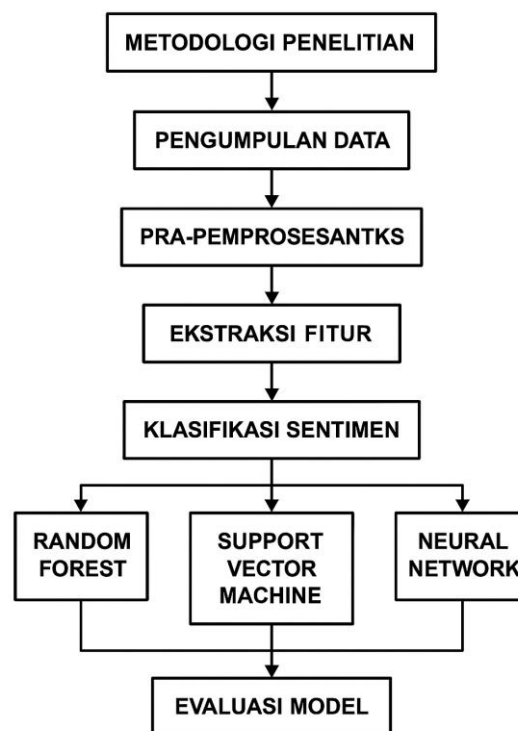 METODOLOGI PENELITIAN
PENGUMPULAN DATA
PRA-PEMPROSESANTKS
EKSTRAKSI FITUR
KLASIFIKASI SENTIMEN
RANDOM
FOREST
SUPPORT
VECTOR
MACHINE
NEURAL
NETWORK
EVALUASI MODEL